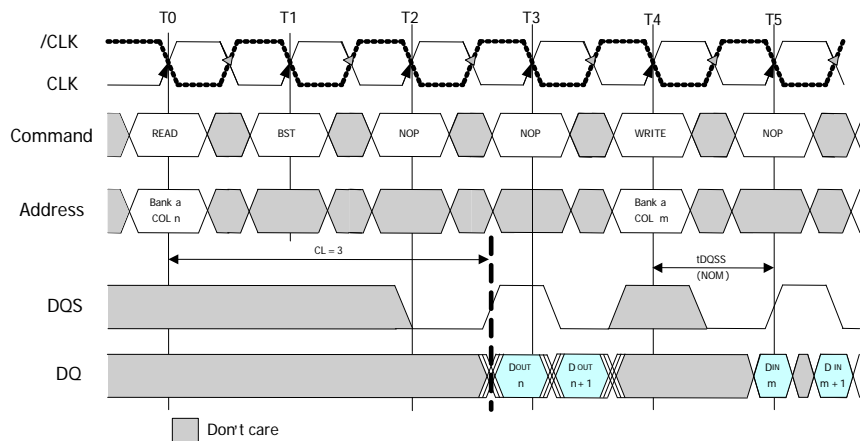 T0 T1 T2 T3 T4 T5
/CLK
CLK
Command READ BST NOP NOP WRITE NOP
Address Bank a COL n Bank a COL m
CL = 3
tDQSS
(NOM)
DQS
DQ DOUT n DOUT n + 1 DIN m DIN m + 1
Don't care